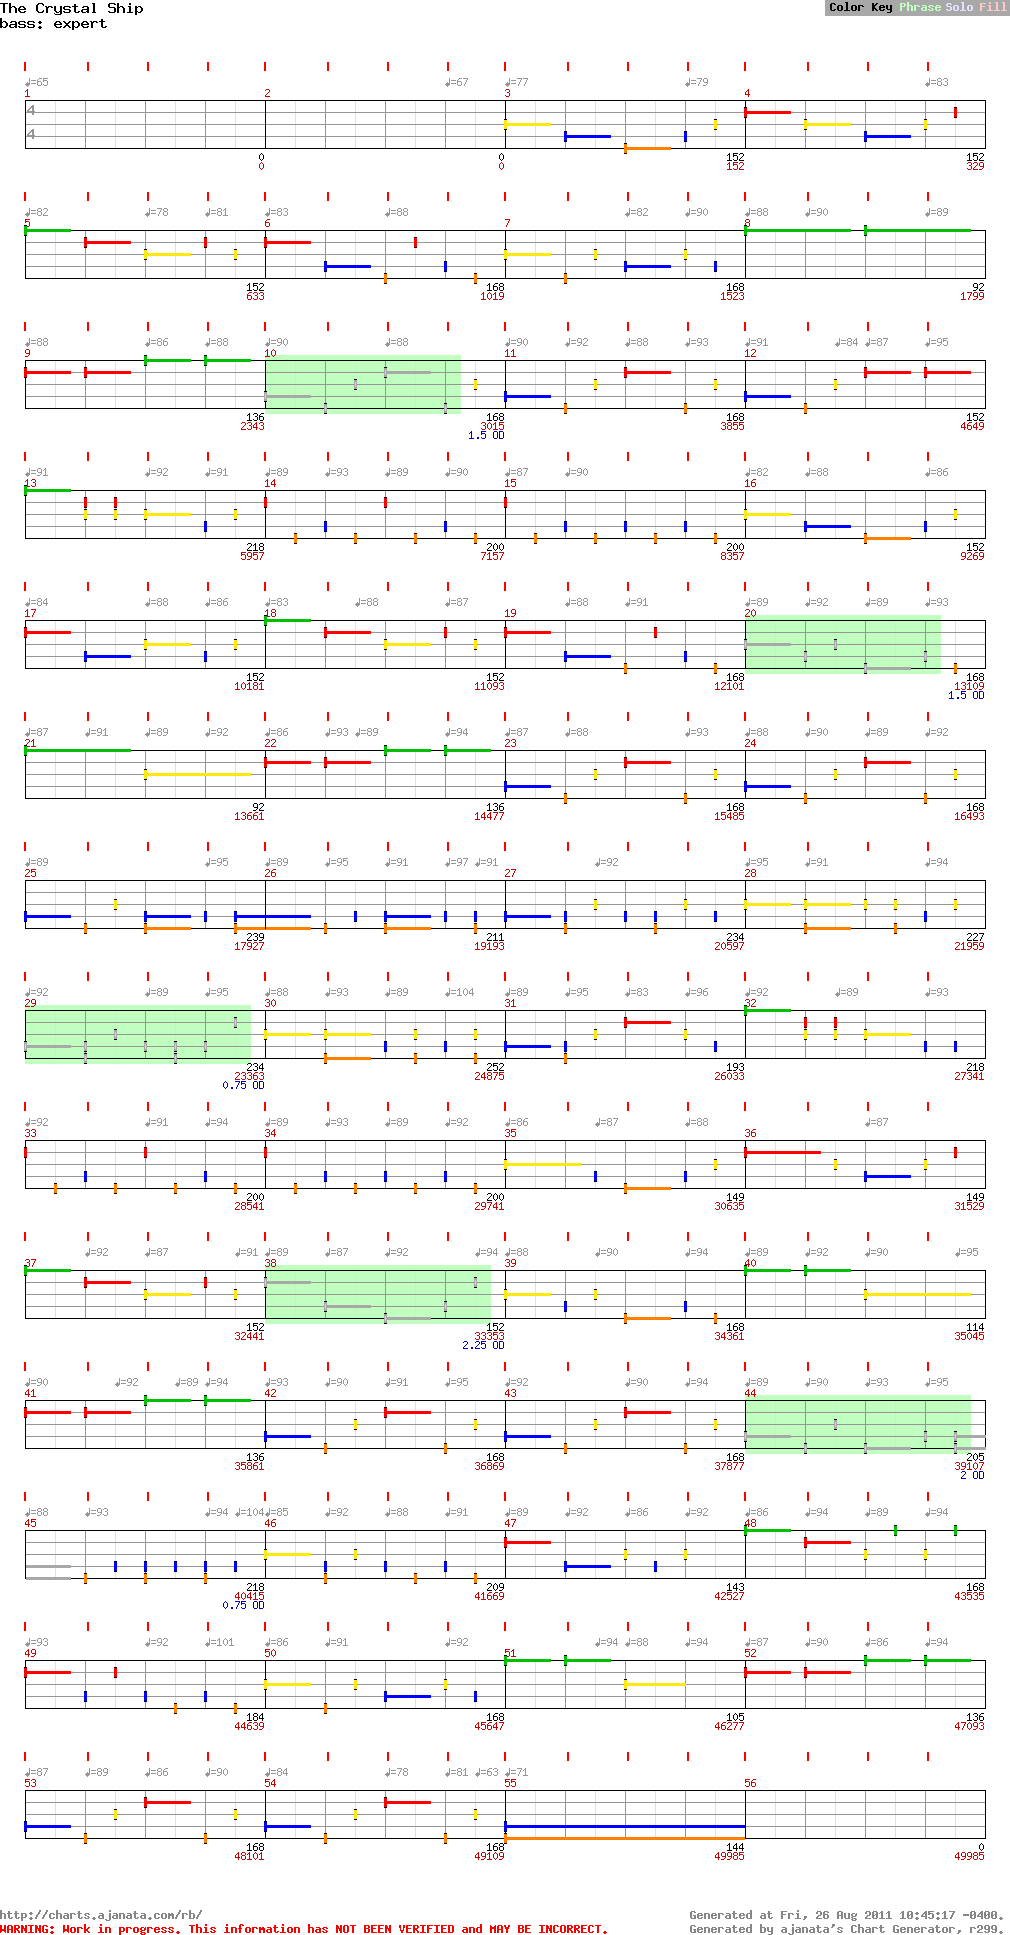 The Crystal Ship
bass: expert
Color Key Phrase Solo Fill
♩=65 ♩=67 ♩=77 ♩=79 ♩=83
1 2 3 4
4
4
0 0 152 152
0 0 152 329
♩=82 ♩=78 ♩=81 ♩=83 ♩=88 ♩=82 ♩=90 ♩=88 ♩=90 ♩=89
5 6 7 8
152 168 168 92
633 1019 1523 1799
♩=88 ♩=86 ♩=88 ♩=90 ♩=88 ♩=90 ♩=92 ♩=88 ♩=93 ♩=91 ♩=84 ♩=87 ♩=95
9 10 11 12
136 168 168 152
2343 3015 3855 4649
1.5 OD
♩=91 ♩=92 ♩=91 ♩=89 ♩=93 ♩=89 ♩=90 ♩=87 ♩=90 ♩=82 ♩=88 ♩=86
13 14 15 16
218 200 200 152
5957 7157 8357 9269
♩=84 ♩=88 ♩=86 ♩=83 ♩=88 ♩=87 ♩=89 ♩=88 ♩=91 ♩=89 ♩=92 ♩=89 ♩=93
17 18 19 20
152 152 168 168
10181 11093 12101 13109
1.5 OD
♩=87 ♩=91 ♩=89 ♩=92 ♩=86 ♩=93 ♩=89 ♩=94 ♩=87 ♩=88 ♩=93 ♩=88 ♩=90 ♩=89 ♩=92
21 22 23 24
92 136 168 168
13661 14477 15485 16493
♩=89 ♩=95 ♩=89 ♩=95 ♩=91 ♩=97 ♩=91 ♩=92 ♩=95 ♩=91 ♩=94
25 26 27 28
239 211 234 227
17927 19193 20597 21959
♩=92 ♩=89 ♩=95 ♩=88 ♩=93 ♩=89 ♩=104 ♩=89 ♩=95 ♩=83 ♩=96 ♩=92 ♩=89 ♩=93
29 30 31 32
234 252 193 218
23363 24875 26033 27341
0.75 OD
♩=92 ♩=91 ♩=94 ♩=89 ♩=93 ♩=89 ♩=92 ♩=86 ♩=87 ♩=88 ♩=87
33 34 35 36
200 200 149 149
28541 29741 30635 31529
♩=92 ♩=87 ♩=91 ♩=89 ♩=87 ♩=92 ♩=94 ♩=88 ♩=90 ♩=94 ♩=89 ♩=92 ♩=90 ♩=95
37 38 39 40
152 152 168 114
32441 33353 34361 35045
2.25 OD
♩=90 ♩=92 ♩=89 ♩=94 ♩=93 ♩=90 ♩=91 ♩=95 ♩=92 ♩=90 ♩=94 ♩=89 ♩=90 ♩=93 ♩=95
41 42 43 44
136 168 168 205
35861 36869 37877 39107
2 OD
♩=88 ♩=93 ♩=94 ♩=104 ♩=85 ♩=92 ♩=88 ♩=91 ♩=89 ♩=92 ♩=86 ♩=92 ♩=86 ♩=94 ♩=89 ♩=94
45 46 47 48
218 209 143 168
40415 41669 42527 43535
0.75 OD
♩=93 ♩=92 ♩=101 ♩=86 ♩=91 ♩=92 ♩=94 ♩=88 ♩=94 ♩=87 ♩=90 ♩=86 ♩=94
49 50 51 52
184 168 105 136
44639 45647 46277 47093
♩=87 ♩=89 ♩=86 ♩=90 ♩=84 ♩=78 ♩=81 ♩=63 ♩=71
53 54 55 56
168 168 144 0
48101 49109 49985 49985
http://charts.ajanata.com/rb/
Generated at Fri, 26 Aug 2011 10:45:17 -0400.
WARNING: Work in progress. This information has NOT BEEN VERIFIED and MAY BE INCORRECT.
Generated by ajanata's Chart Generator, r299.